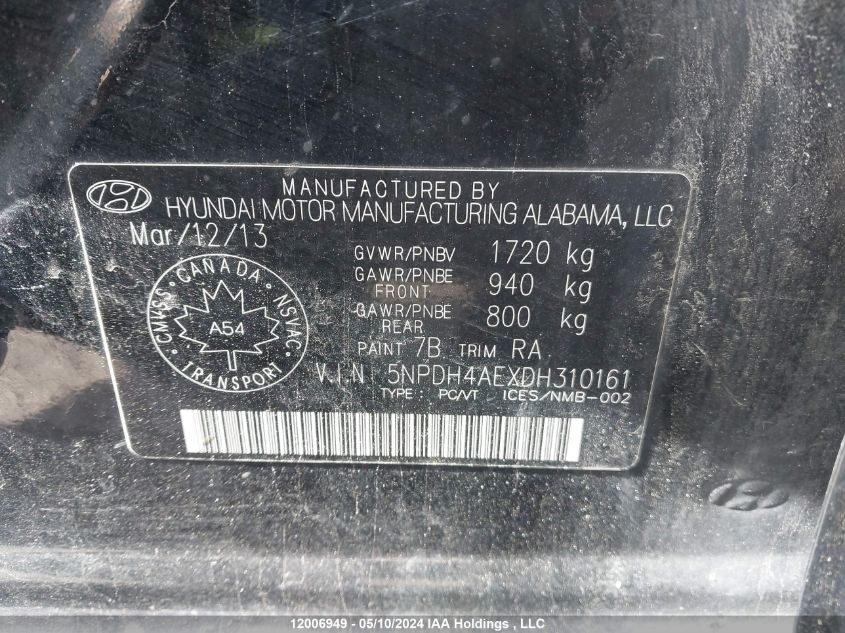 MANUFACTURED BY
HYUNDAI MOTOR MANUFACTURING ALABAMA, LLC
Mar/12/13
GVWR/PNBV 1720 kg
GAWR/PNBE FRONT 940 kg
GAWR/PNBE REAR 800 kg
PAINT 7B TRIM RA
V.I.N 5NPDH4AEXDH310161
TYPE: PC/VT ICES/NMB-002
CMVSS • CANADA • NSVAC •
A54
TRANSPORT
12006949 - 05/10/2024 IAA Holdings , LLC